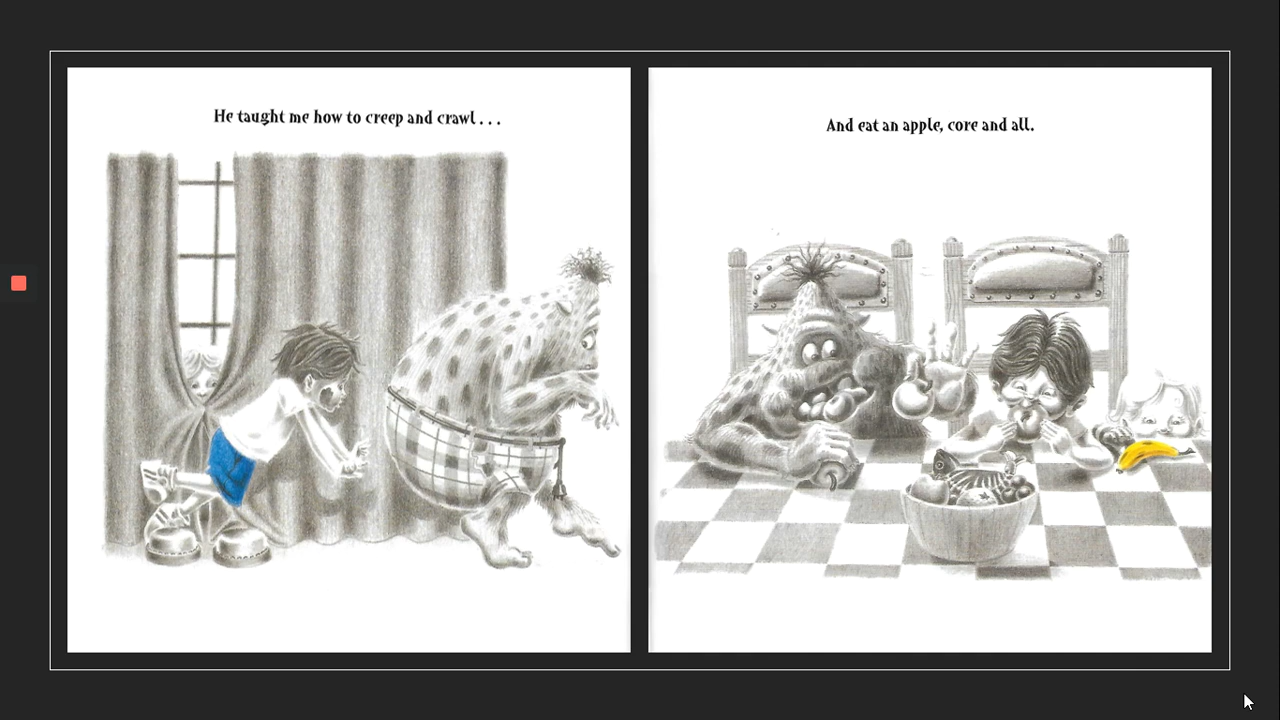 He taught me how to creep and crawl . . .
And eat an apple, core and all.